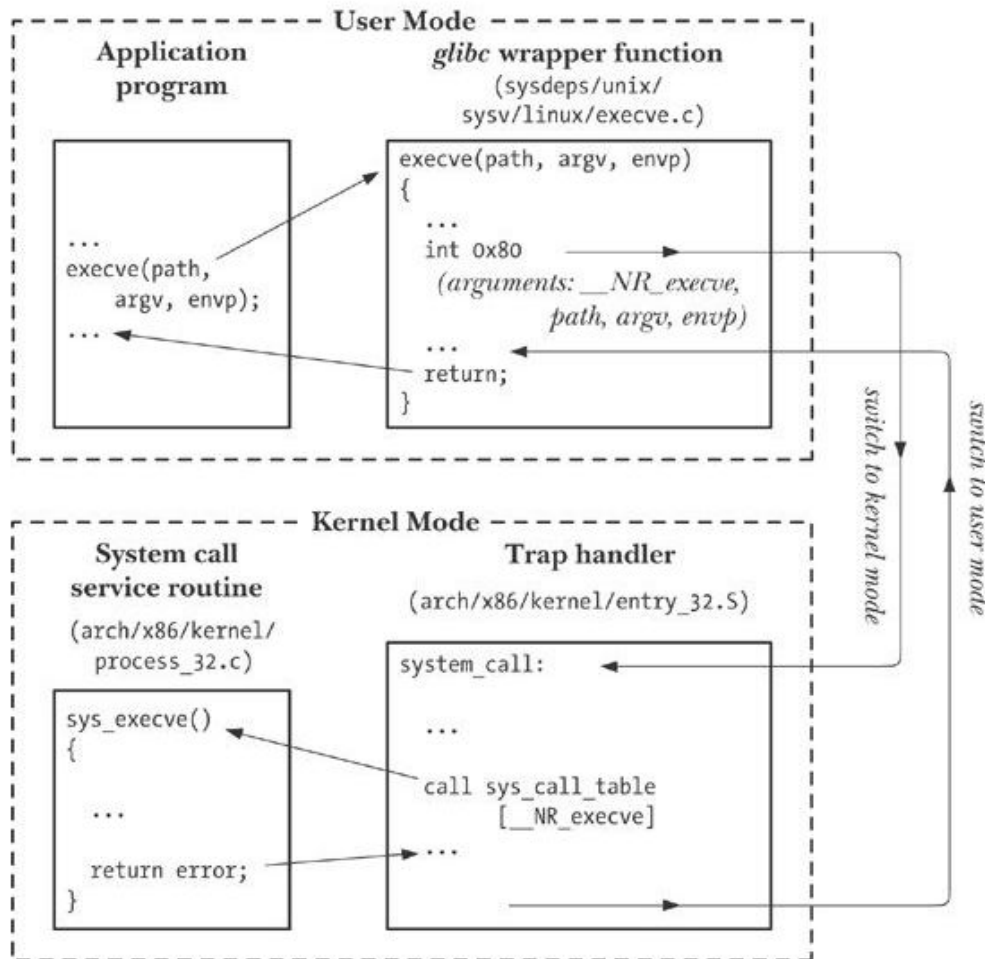 User Mode
Application
program
glibc wrapper function
(sysdeps/unix/
sysv/linux/execve.c)
...
execve(path,
argv, envp);
...
execve(path, argv, envp)
{
...
int 0x80
(arguments: __NR_execve,
path, argv, envp)
...
return;
}
switch to kernel mode
switch to user mode
Kernel Mode
System call
service routine
(arch/x86/kernel/
process_32.c)
Trap handler
(arch/x86/kernel/entry_32.S)
sys_execve()
{
...
return error;
}
system_call:
...
call sys_call_table
[__NR_execve]
...